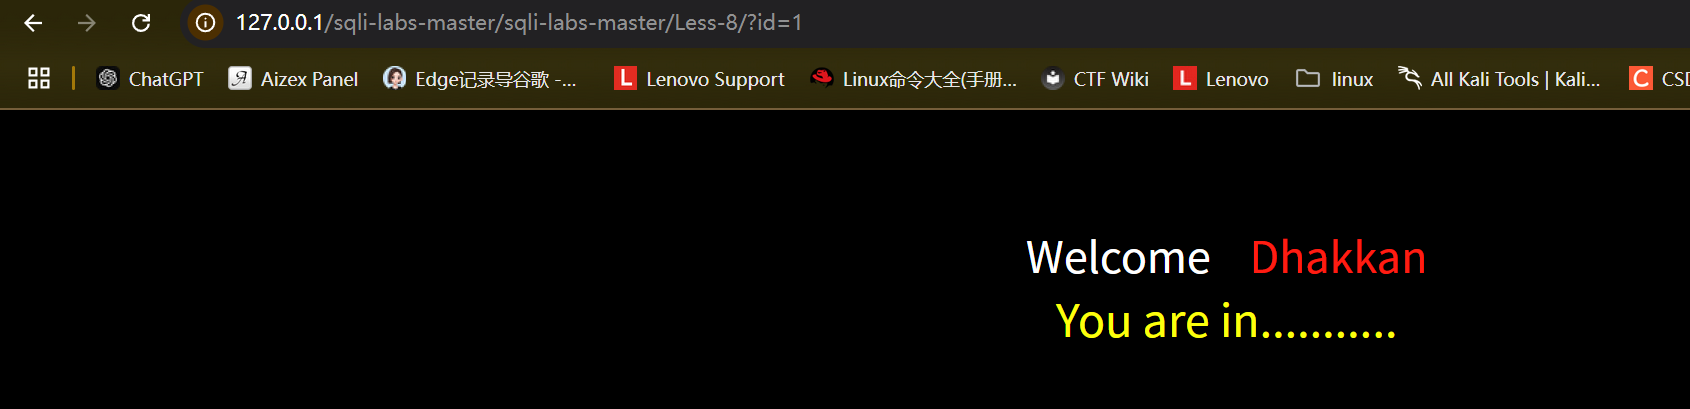 127.0.0.1/sqli-labs-master/sqli-labs-master/Less-8/?id=1
ChatGPT Aizex Panel Edge记录导谷歌 -... Lenovo Support Linux命令大全(手册... CTF Wiki Lenovo linux All Kali Tools | Kali... CSD
Welcome Dhakkan
You are in...........